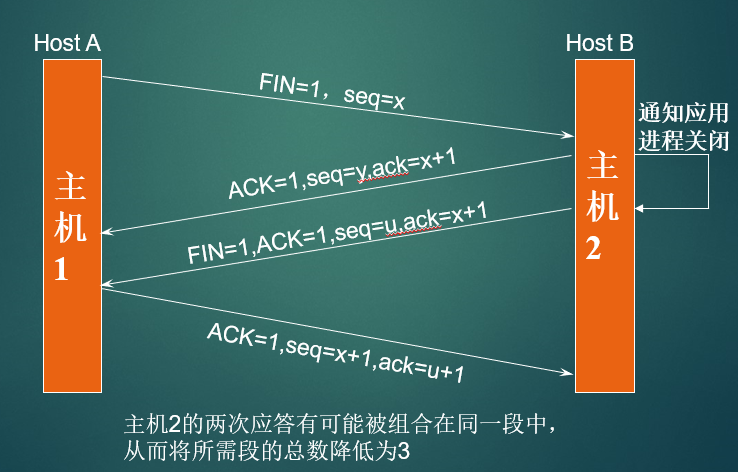 Host A
Host B
FIN=1，seq=x
通知应用
进程关闭
主机1
主机2
ACK=1,seq=y,ack=x+1
FIN=1,ACK=1,seq=u,ack=x+1
ACK=1,seq=x+1,ack=u+1
主机2的两次应答有可能被组合在同一段中，
从而将所需段的总数降低为3